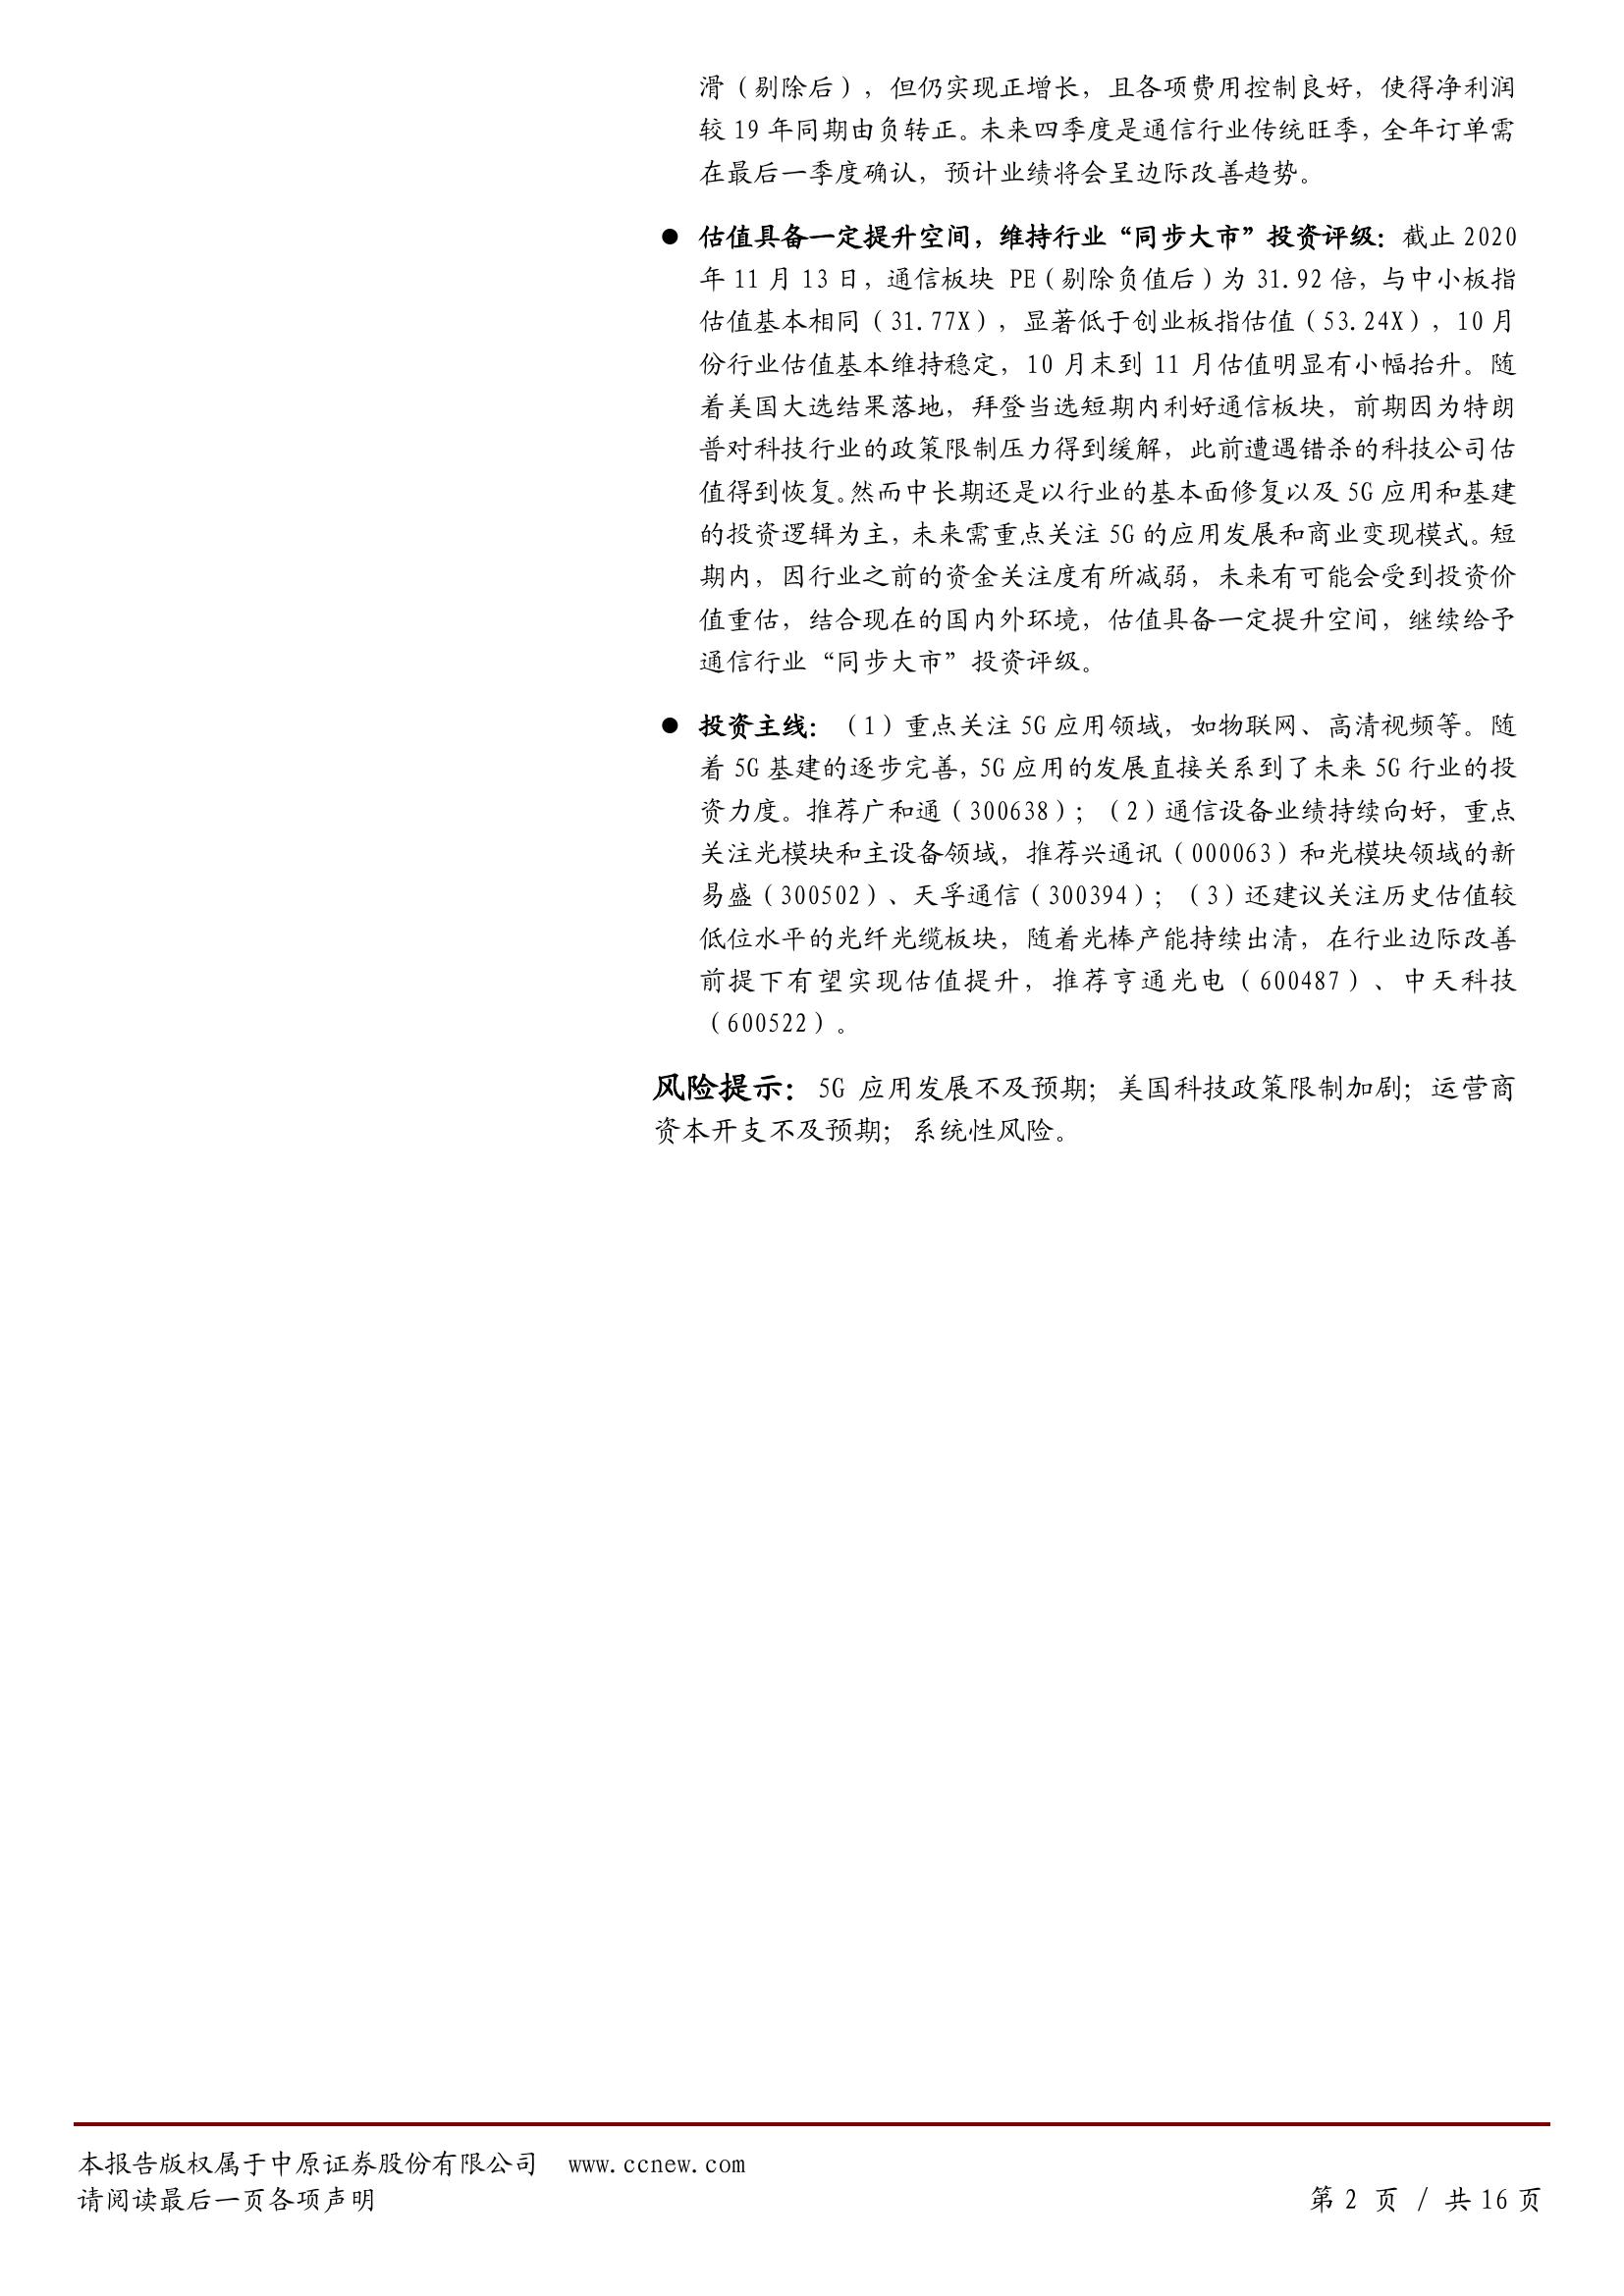 滑（剔除后），但仍实现正增长，且各项费用控制良好，使得净利润
较 19 年同期由负转正。未来四季度是通信行业传统旺季，全年订单需
在最后一季度确认，预计业绩将会呈边际改善趋势。
● 估值具备一定提升空间，维持行业“同步大市”投资评级：截止 2020
年 11 月 13 日，通信板块 PE（剔除负值后）为 31.92 倍，与中小板指
估值基本相同（31.77X），显著低于创业板指估值（53.24X），10 月
份行业估值基本维持稳定，10 月末到 11 月估值明显有小幅抬升。随
着美国大选结果落地，拜登当选短期内利好通信板块，前期因为特朗
普对科技行业的政策限制压力得到缓解，此前遭遇错杀的科技公司估
值得到恢复。然而中长期还是以行业的基本面修复以及 5G 应用和基建
的投资逻辑为主，未来需重点关注 5G 的应用发展和商业变现模式。短
期内，因行业之前的资金关注度有所减弱，未来有可能会受到投资价
值重估，结合现在的国内外环境，估值具备一定提升空间，继续给予
通信行业“同步大市”投资评级。
● 投资主线：（1）重点关注 5G 应用领域，如物联网、高清视频等。随
着 5G 基建的逐步完善，5G 应用的发展直接关系到了未来 5G 行业的投
资力度。推荐广和通（300638）；（2）通信设备业绩持续向好，重点
关注光模块和主设备领域，推荐兴通讯（000063）和光模块领域的新
易盛（300502）、天孚通信（300394）；（3）还建议关注历史估值较
低位水平的光纤光缆板块，随着光棒产能持续出清，在行业边际改善
前提下有望实现估值提升，推荐亨通光电（600487）、中天科技
（600522）。
风险提示：5G 应用发展不及预期；美国科技政策限制加剧；运营商
资本开支不及预期；系统性风险。
本报告版权属于中原证券股份有限公司 www.ccnew.com
请阅读最后一页各项声明
第 2 页 / 共 16 页